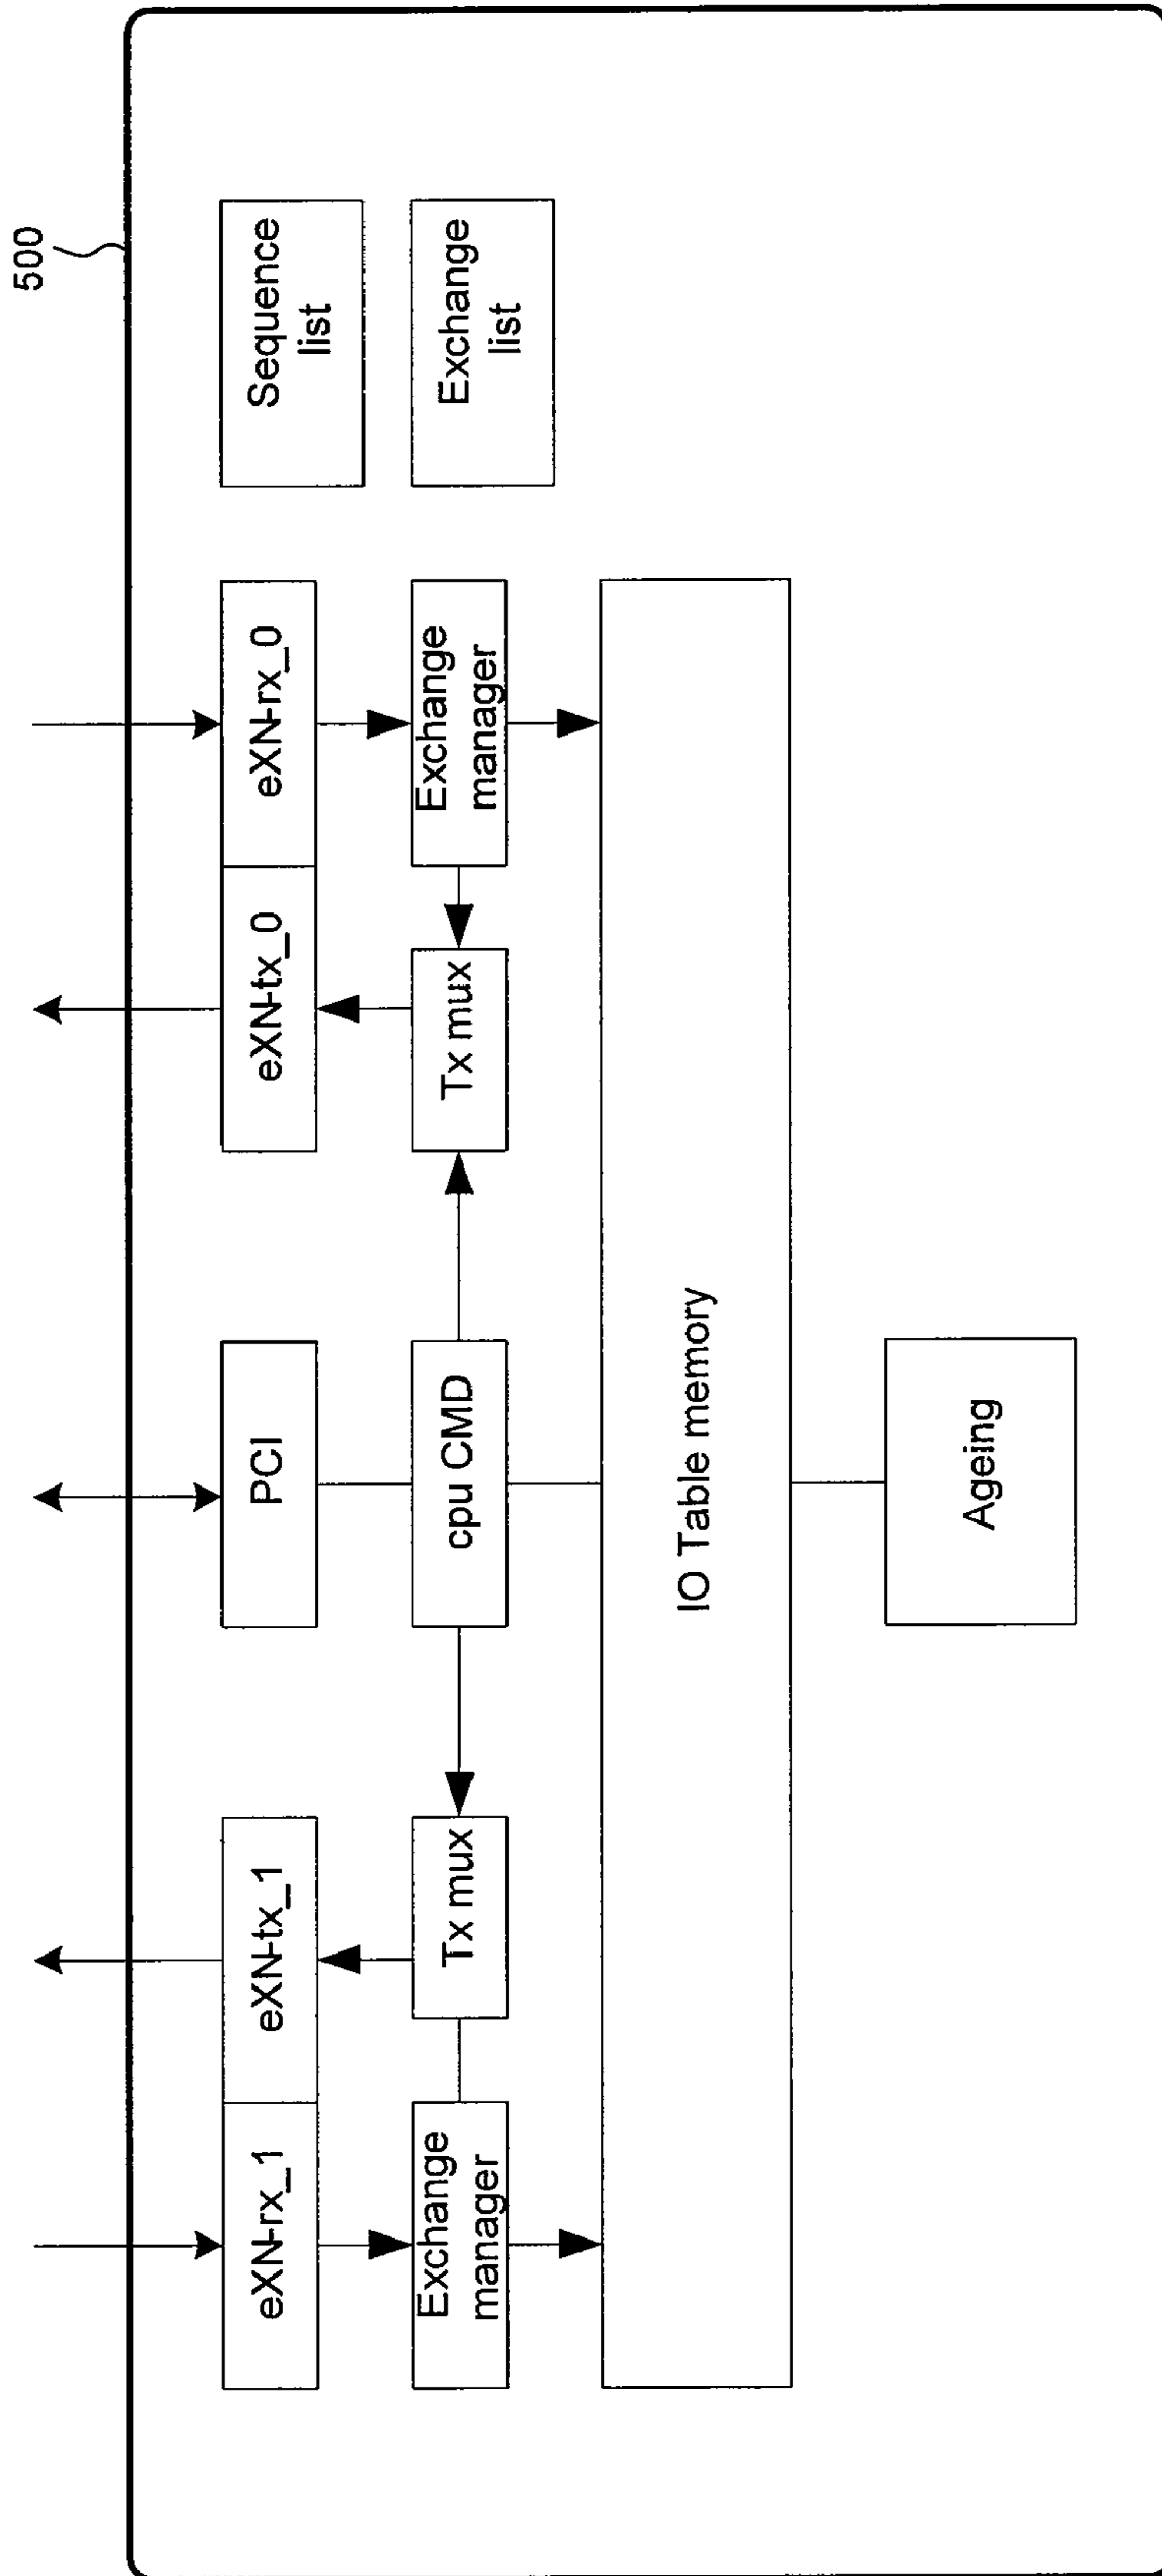 500
eXN-rx_1
eXN-tx_1
PCI
eXN-tx_0
eXN-rx_0
Sequence
list
Exchange
manager
Tx mux
cpu CMD
Tx mux
Exchange
manager
Exchange
list
IO Table memory
Ageing